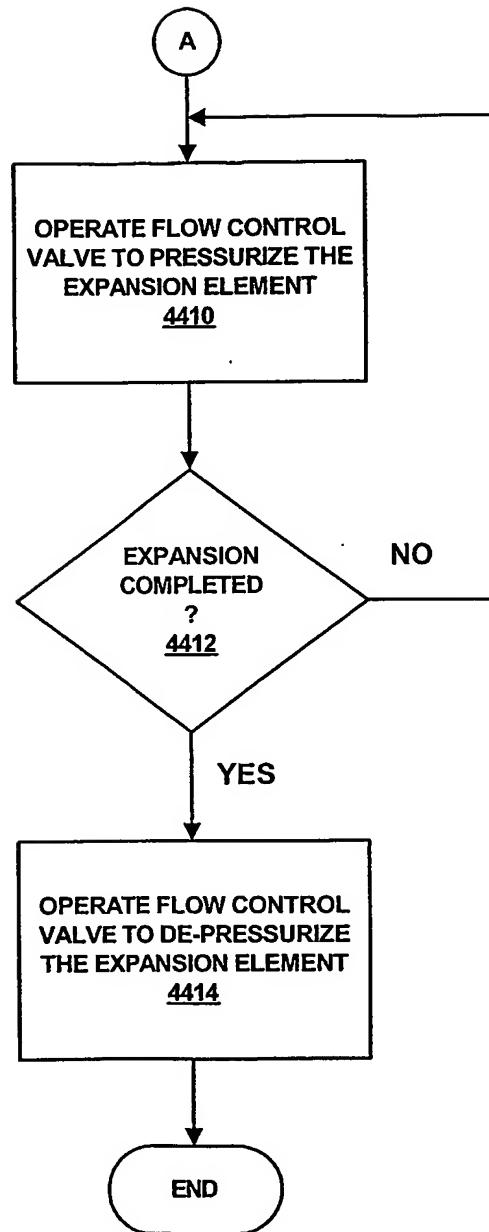 A
OPERATE FLOW CONTROL
VALVE TO PRESSURIZE THE
EXPANSION ELEMENT
4410
EXPANSION
COMPLETED
?
4412
NO
YES
OPERATE FLOW CONTROL
VALVE TO DE-PRESSURIZE
THE EXPANSION ELEMENT
4414
END